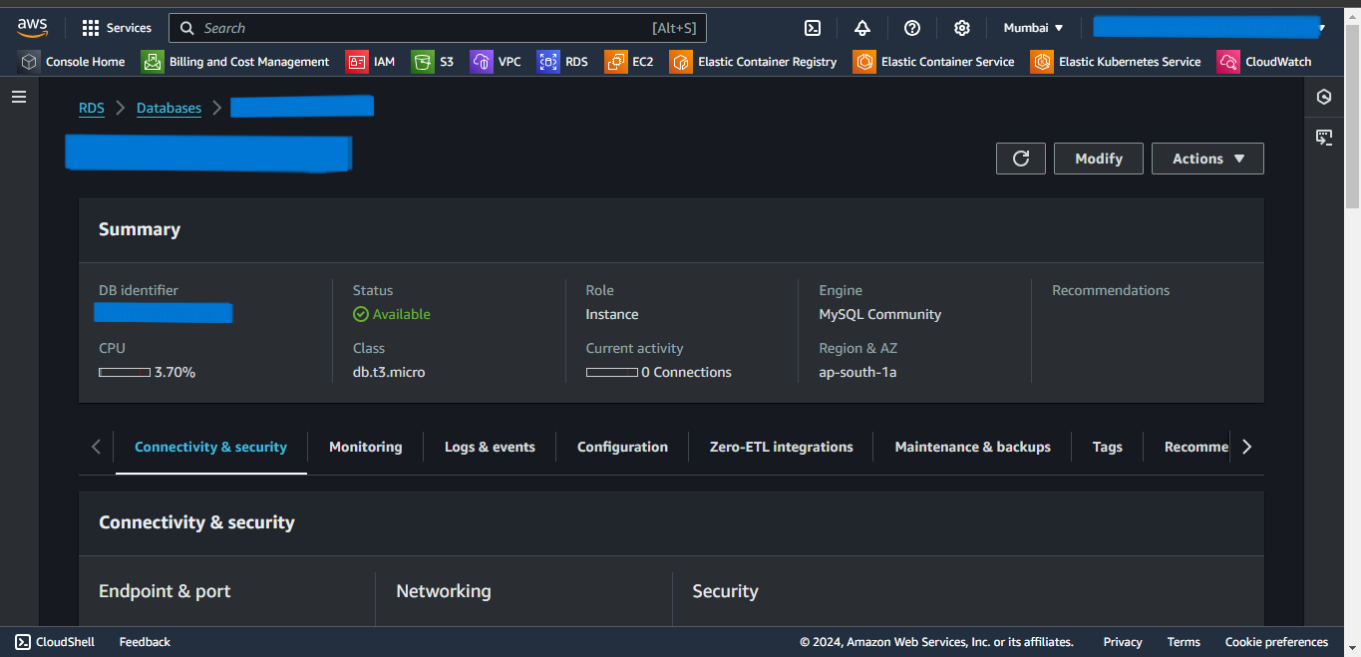 aws Services Search [Alt+S] Mumbai
Console Home Billing and Cost Management IAM S3 VPC RDS EC2 Elastic Container Registry Elastic Container Service Elastic Kubernetes Service CloudWatch
RDS Databases
Modify Actions
Summary
DB identifier
Status
Available
Role
Instance
Engine
MySQL Community
Recommendations
CPU
3.70%
Class
db.t3.micro
Current activity
0 Connections
Region & AZ
ap-south-1a
Connectivity & security Monitoring Logs & events Configuration Zero-ETL integrations Maintenance & backups Tags Recomme
Connectivity & security
Endpoint & port Networking Security
CloudShell Feedback © 2024, Amazon Web Services, Inc. or its affiliates. Privacy Terms Cookie preferences